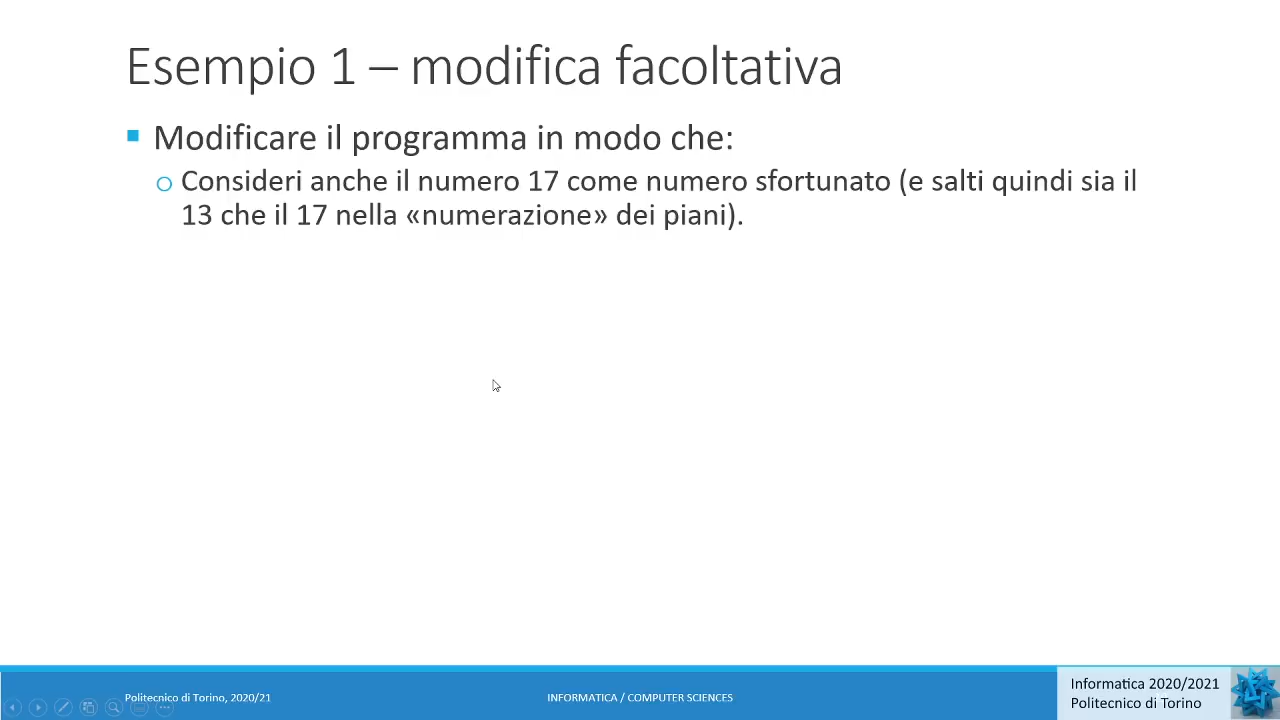 Esempio 1 – modifica facoltativa
Modificare il programma in modo che:
Consideri anche il numero 17 come numero sfortunato (e salti quindi sia il
13 che il 17 nella «numerazione» dei piani).
Politecnico di Torino, 2020/21
INFORMATICA / COMPUTER SCIENCES
Informatica 2020/2021
Politecnico di Torino